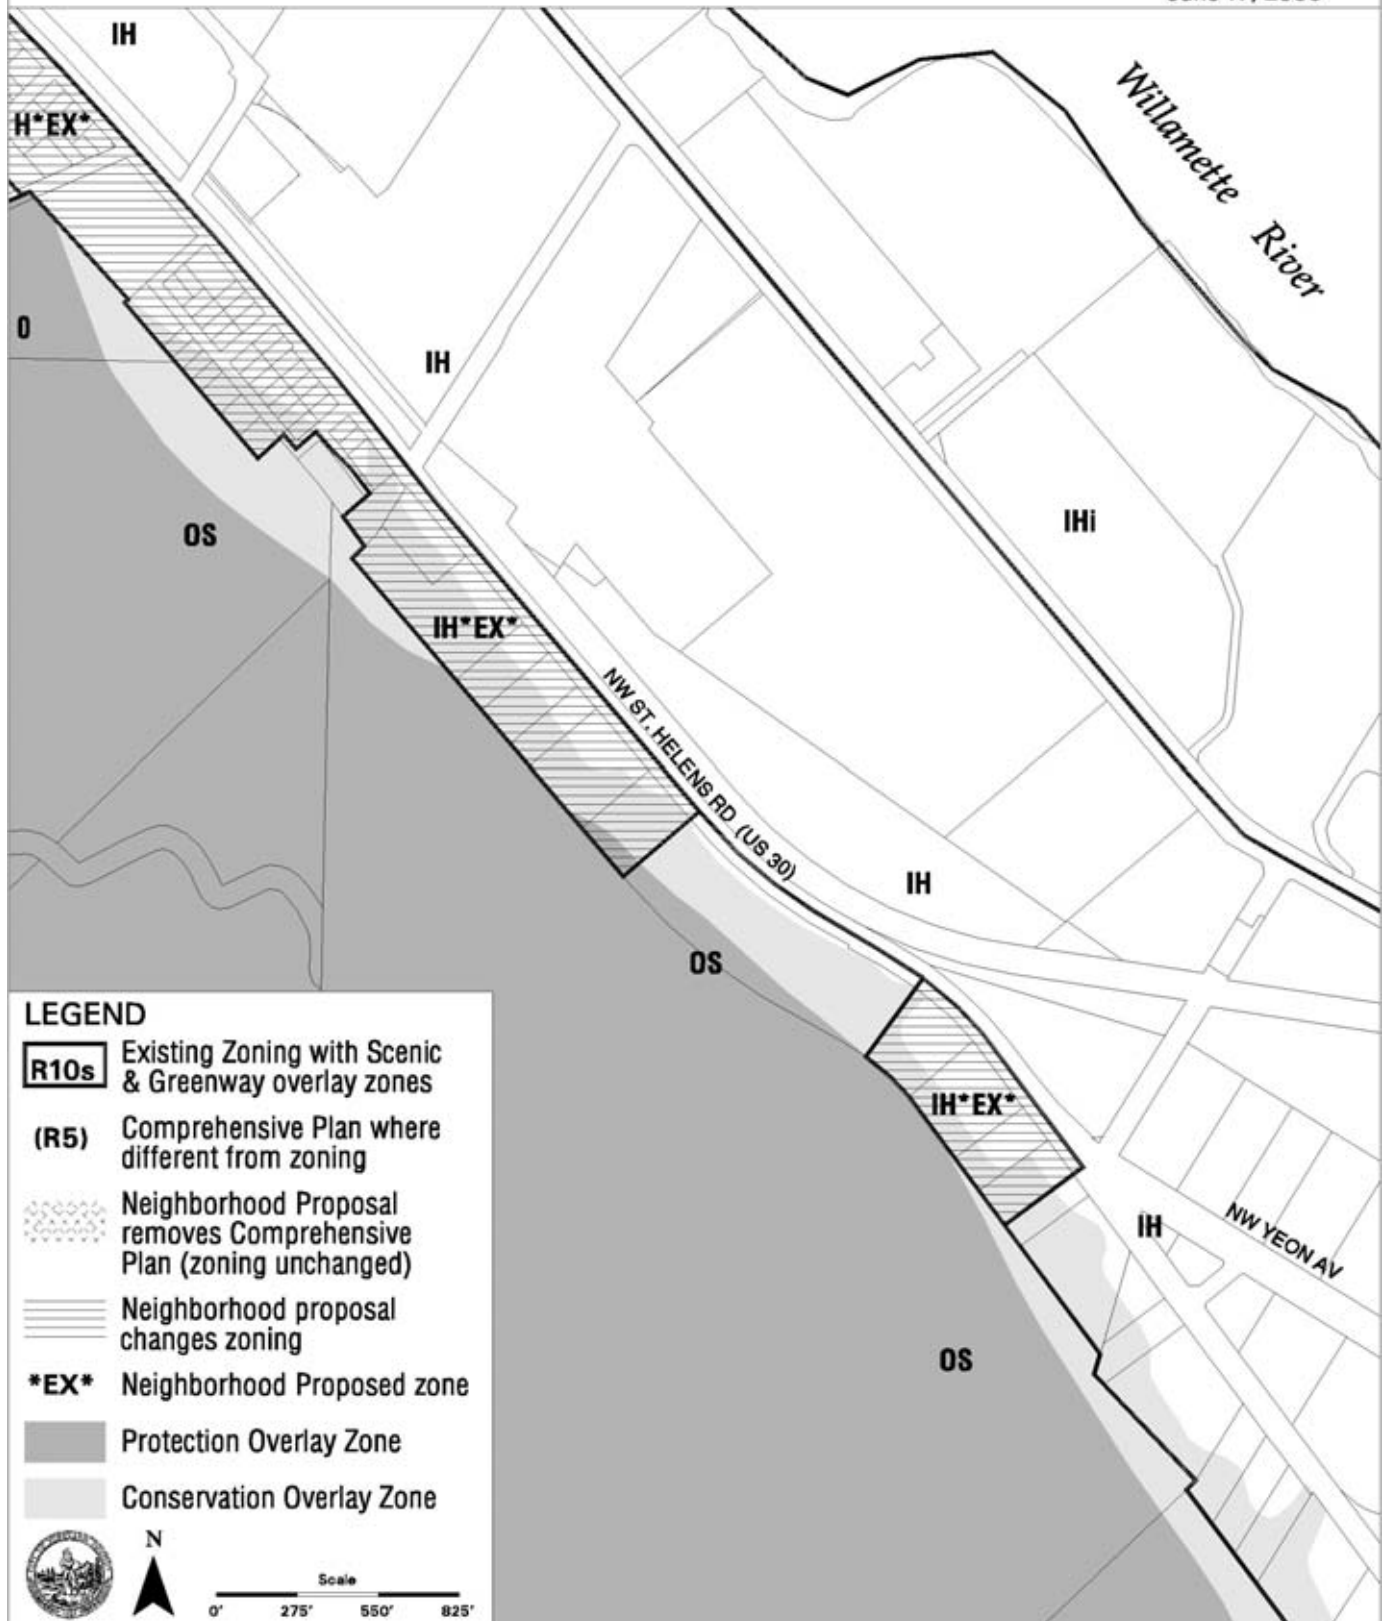 IH
H*EX*
Willamette
River
IH
IHi
OS
IH*EX*
NW ST. HELENS RD (US 30)
IH
OS
IH*EX*
IH
NW YEON AV
OS
LEGEND
R10s
Existing Zoning with Scenic
& Greenway overlay zones
(R5)
Comprehensive Plan where
different from zoning
Neighborhood Proposal
removes Comprehensive
Plan (zoning unchanged)
Neighborhood proposal
changes zoning
*EX*
Neighborhood Proposed zone
Protection Overlay Zone
Conservation Overlay Zone
N
Scale
0' 275' 550' 825'